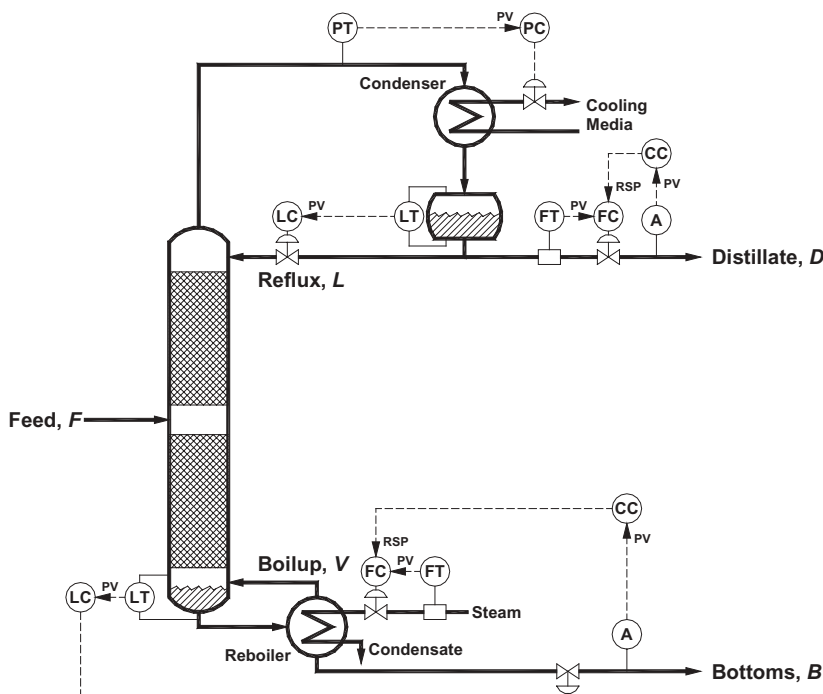 PT
PV
PC
Condenser
Cooling
Media
CC
RSP
PV
LC
PV
LT
FT
PV
FC
A
Reflux, L
Distillate, D
Feed, F
CC
RSP
PV
Boilup, V
FC
PV
FT
LC
PV
LT
Steam
Reboiler
Condensate
A
Bottoms, B